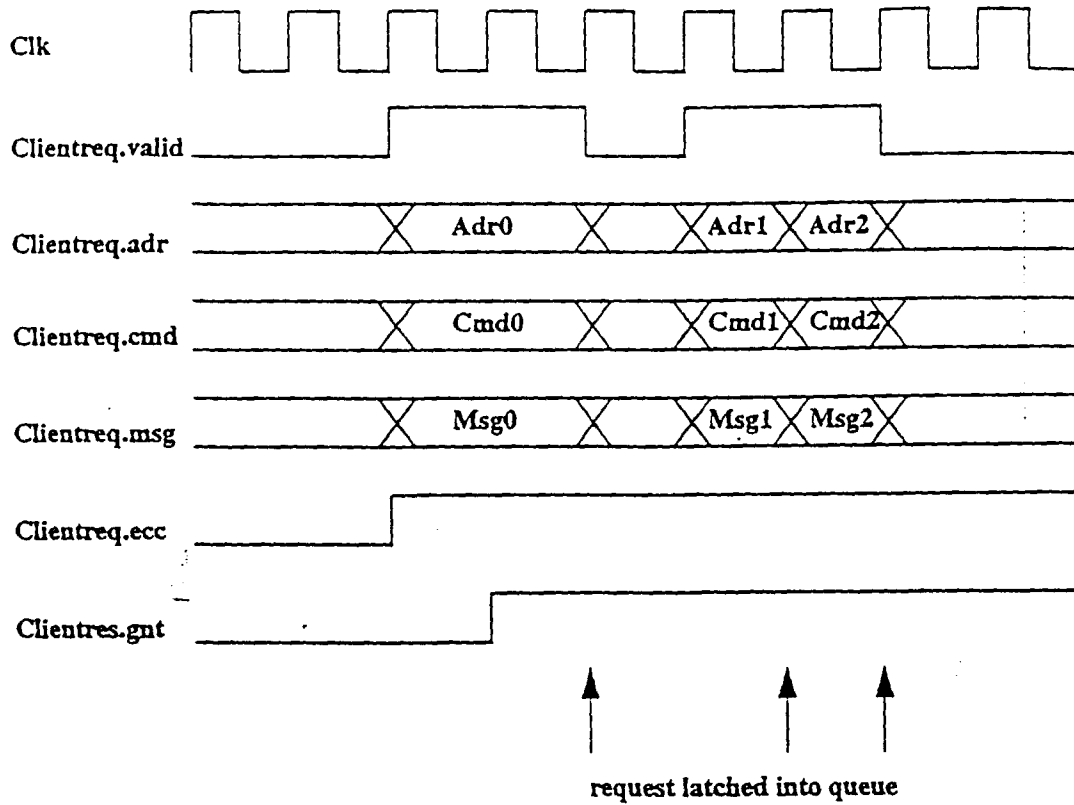 Clk
Clientreq.valid
Clientreq.adr
Adr0
Adr1
Adr2
Clientreq.cmd
Cmd0
Cmd1
Cmd2
Clientreq.msg
Msg0
Msg1
Msg2
Clientreq.ecc
Clientres.gnt
request latched into queue